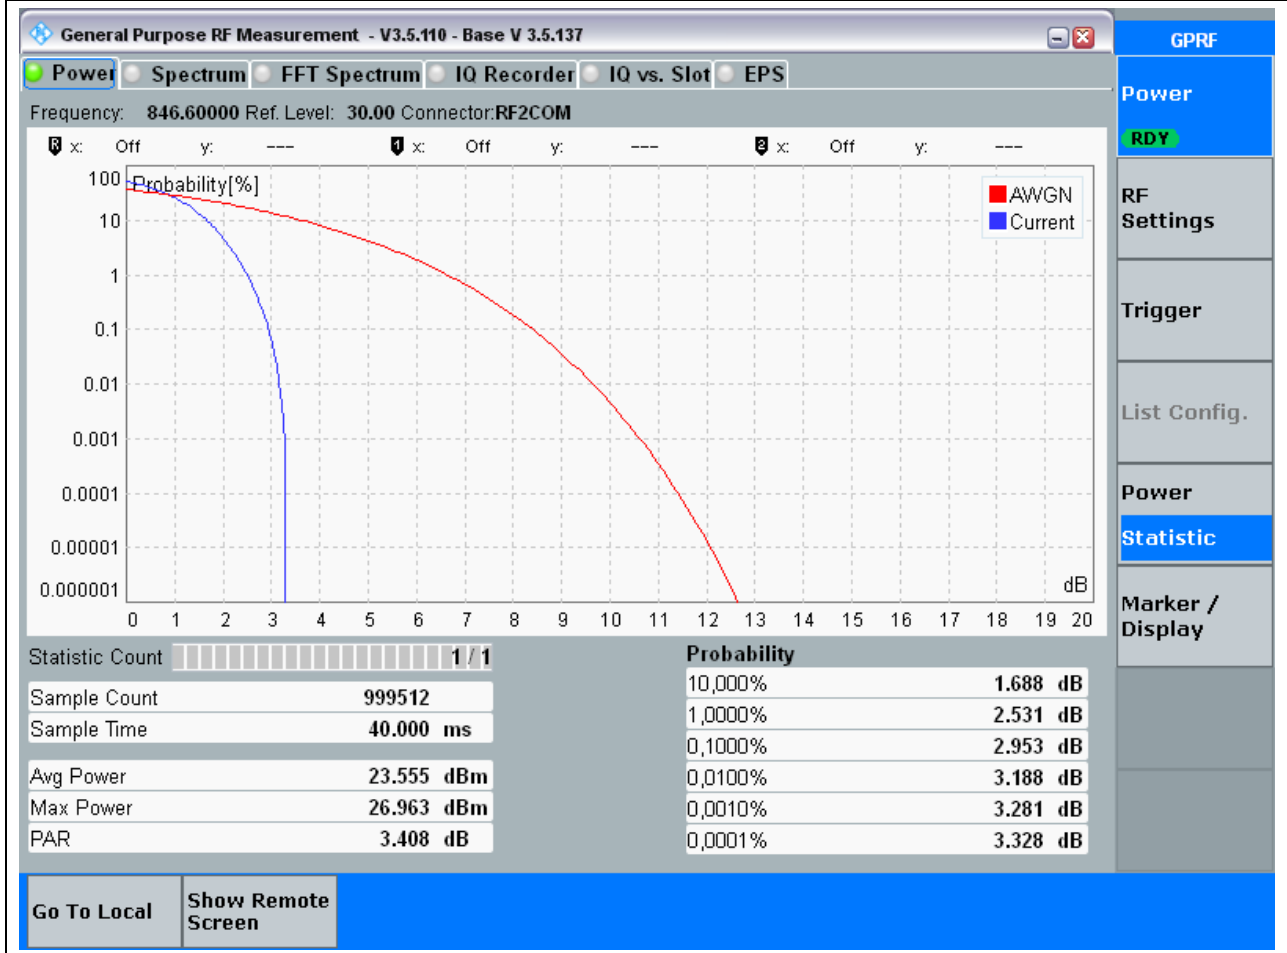 General Purpose RF Measurement - V3.5.110 - Base V 3.5.137
GPRF
Power Spectrum FFT Spectrum IQ Recorder IQ vs. Slot EPS
Power
RDY
Frequency: 846.60000 Ref. Level: 30.00 Connector:RF2COM
R x: Off y: --- 1 x: Off y: --- 2 x: Off y: ---
Probability[%]
AWGN
Current
100
10
1
0.1
0.01
0.001
0.0001
0.00001
0.000001
dB
0 1 2 3 4 5 6 7 8 9 10 11 12 13 14 15 16 17 18 19 20
RF
Settings
Trigger
List Config.
Power
Statistic
Marker /
Display
Statistic Count 1 / 1
Sample Count 999512
Sample Time 40.000 ms
Avg Power 23.555 dBm
Max Power 26.963 dBm
PAR 3.408 dB
Probability
10,000% 1.688 dB
1,0000% 2.531 dB
0,1000% 2.953 dB
0,0100% 3.188 dB
0,0010% 3.281 dB
0,0001% 3.328 dB
Go To Local
Show Remote
Screen